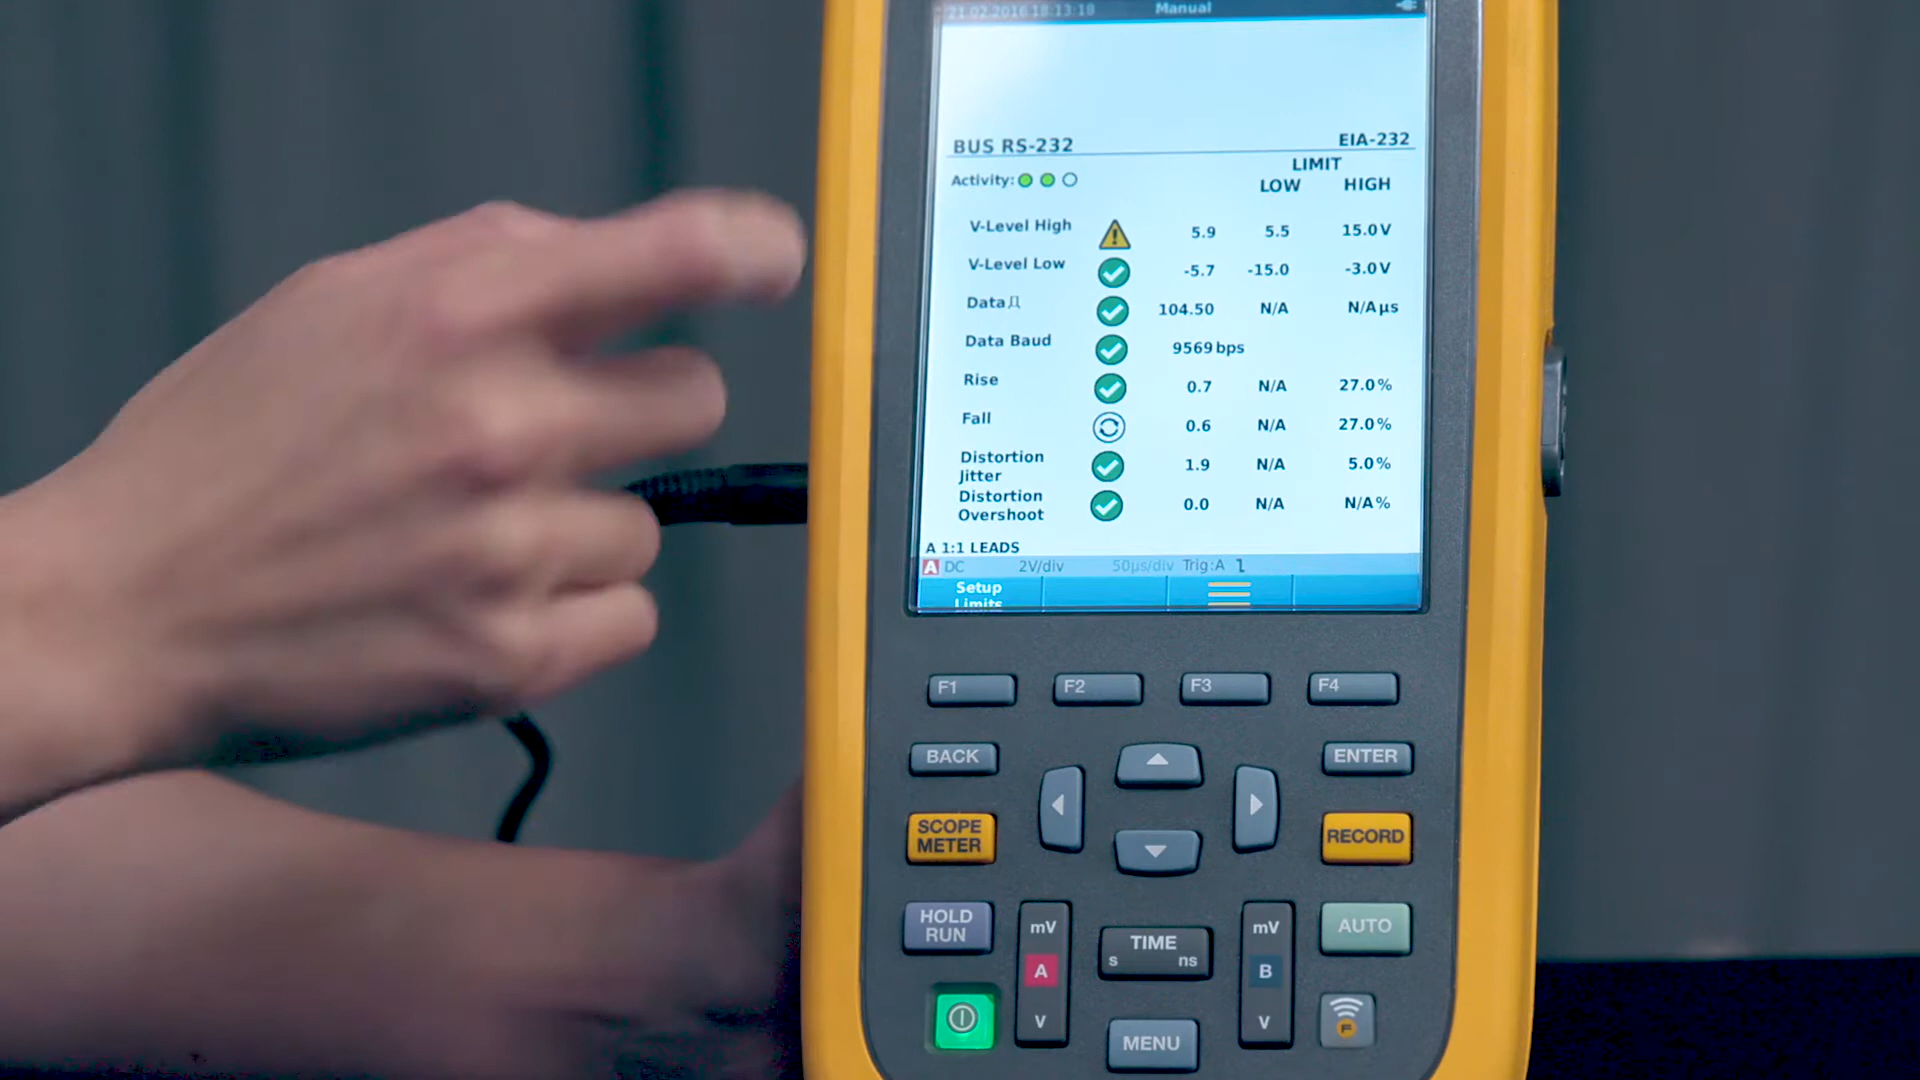 21.02.2016 18:13:18 Manual
BUS RS-232 EIA-232
LIMIT
Activity: LOW HIGH
V-Level High 5.9 5.5 15.0 V
V-Level Low -5.7 -15.0 -3.0 V
Data 104.50 N/A N/A µs
Data Baud 9569 bps
Rise 0.7 N/A 27.0 %
Fall 0.6 N/A 27.0 %
Distortion Jitter 1.9 N/A 5.0 %
Distortion Overshoot 0.0 N/A N/A %
A 1:1 LEADS
A DC 2V/div 50µs/div Trig:A
Setup
Limits
F1 F2 F3 F4
BACK ENTER
SCOPE METER RECORD
HOLD RUN mV TIME mV AUTO
s ns
A B
V V
MENU F